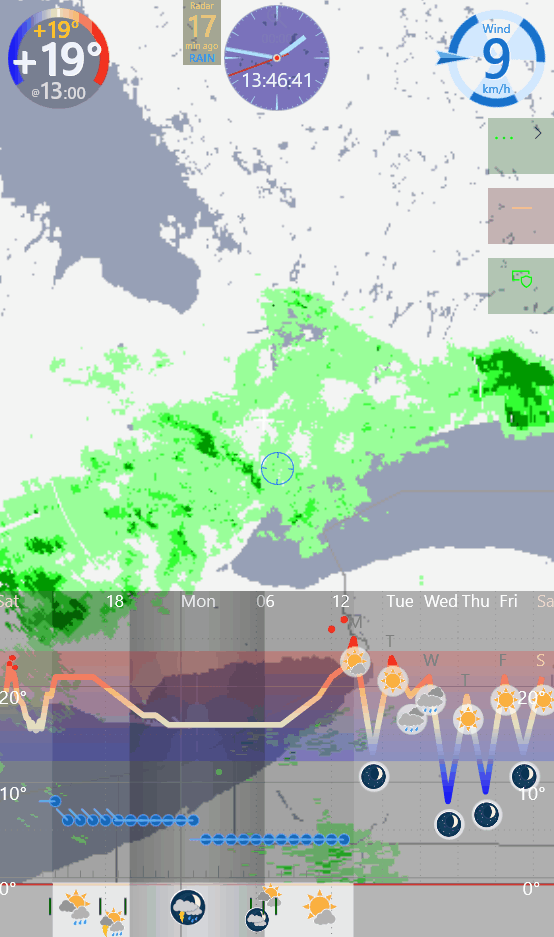 +19°
+19°
@13:00
Radar
17
min ago
RAIN
13:46:41
Wind
9
km/h
Sat 18 Mon 06 12 Tue Wed Thu Fri Sa
M
T
W
F
S
T
20° 20°
10° 10°
0° 0°